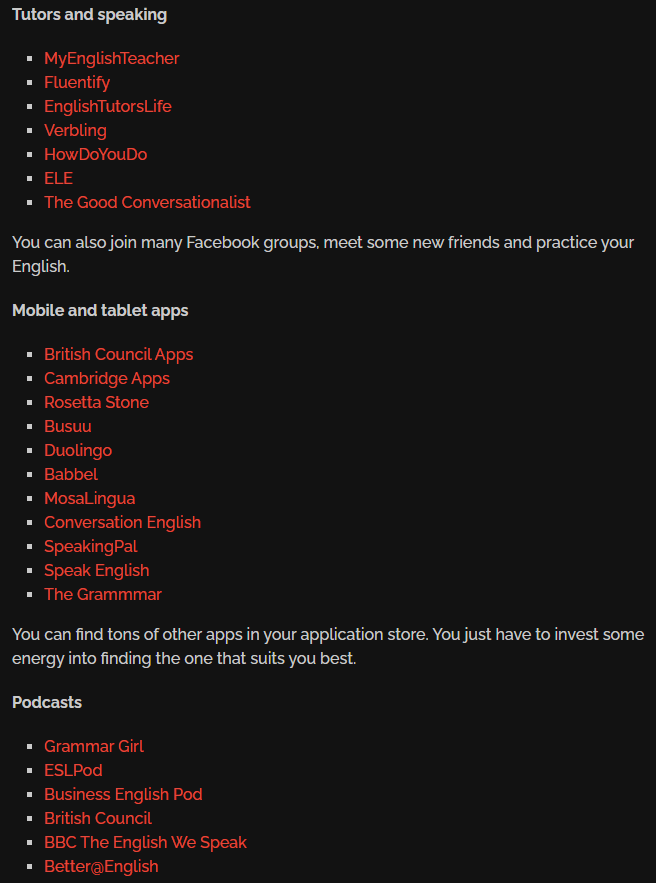 Tutors and speaking
MyEnglishTeacher
Fluentify
EnglishTutorsLife
Verbling
HowDoYouDo
ELE
The Good Conversationalist
You can also join many Facebook groups, meet some new friends and practice your
English.
Mobile and tablet apps
British Council Apps
Cambridge Apps
Rosetta Stone
Busuu
Duolingo
Babbel
MosaLingua
Conversation English
SpeakingPal
Speak English
The Grammmar
You can find tons of other apps in your application store. You just have to invest some
energy into finding the one that suits you best.
Podcasts
Grammar Girl
ESLPod
Business English Pod
British Council
BBC The English We Speak
Better@English